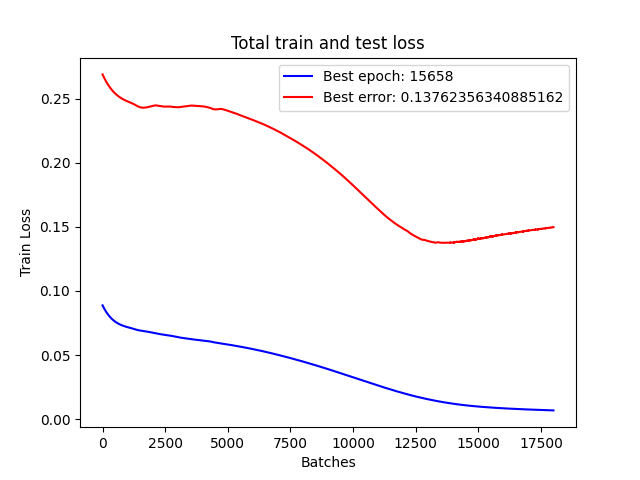 Total train and test loss
Best epoch: 15658
Best error: 0.13762356340885162
Train Loss
0.25
0.20
0.15
0.10
0.05
0.00
0 2500 5000 7500 10000 12500 15000 17500
Batches